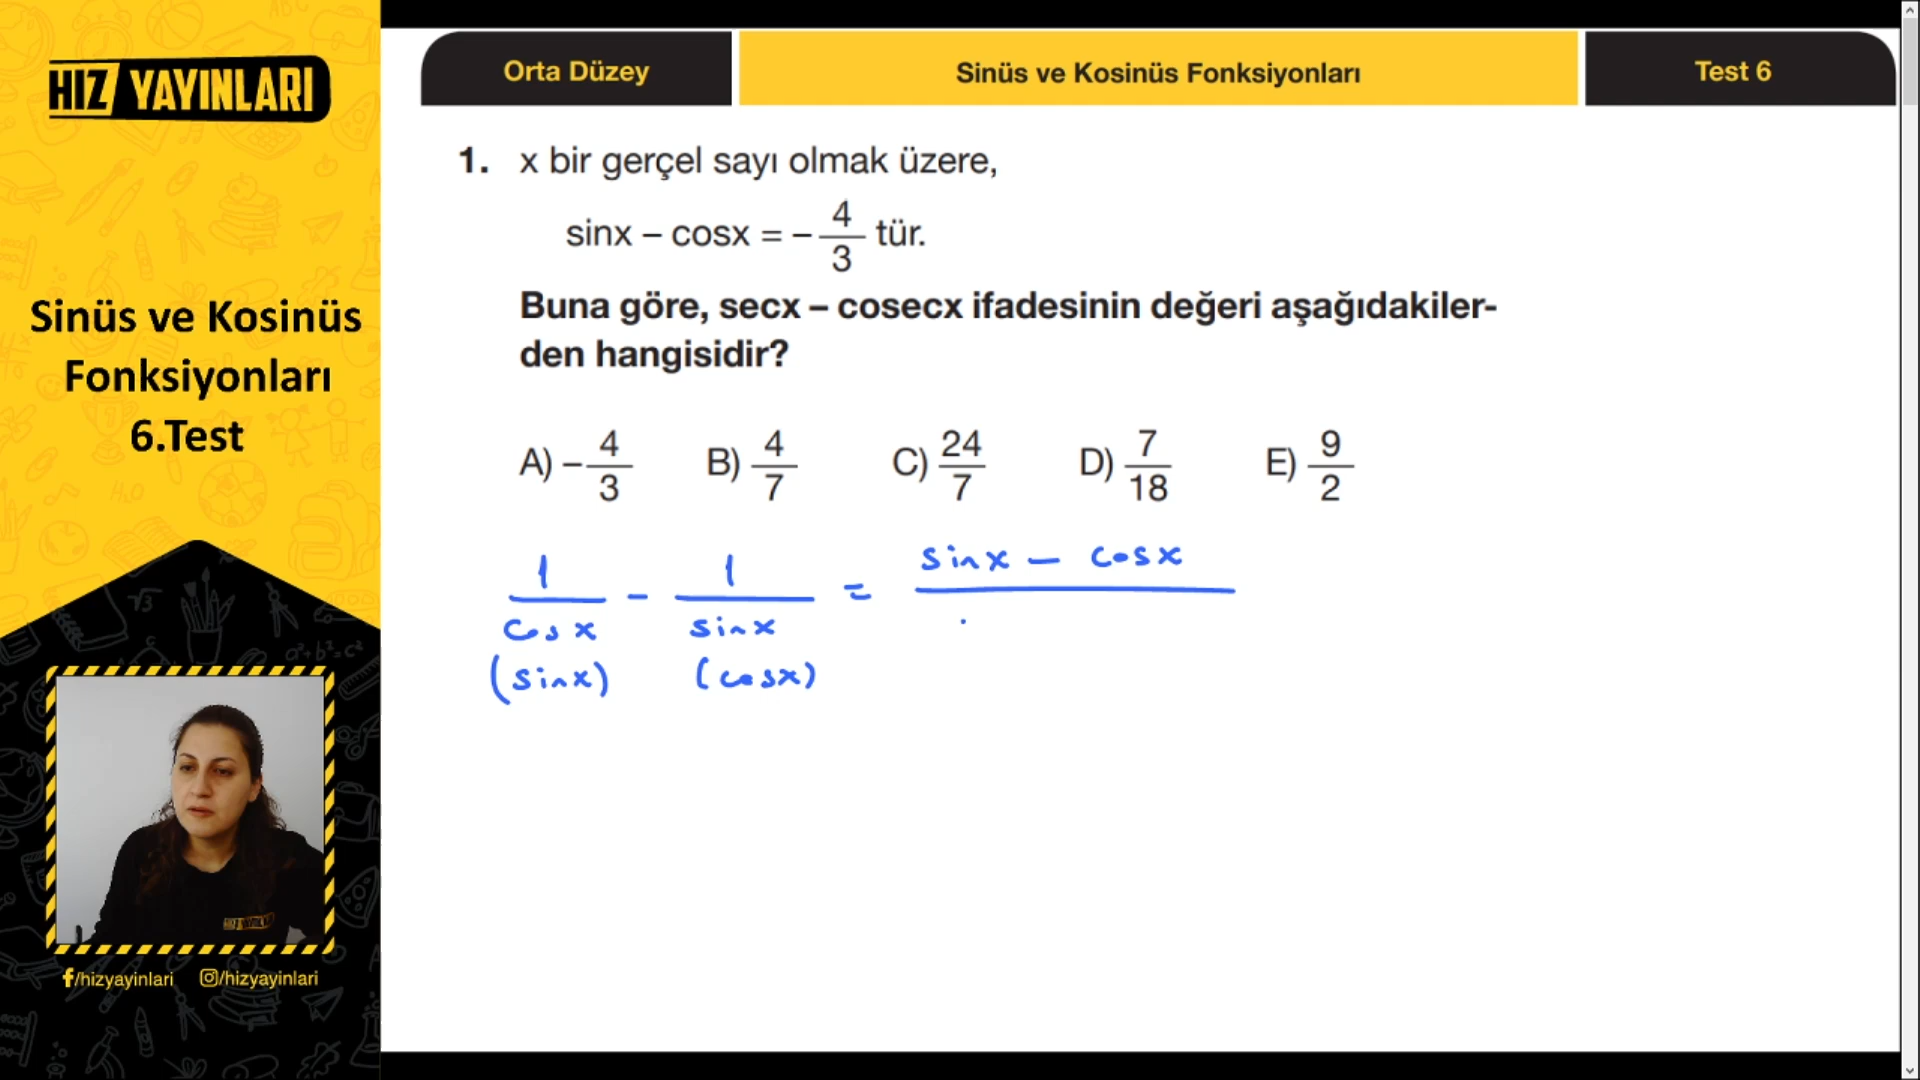 HIZ YAYINLARI
Sinüs ve Kosinüs
Fonksiyonları
6.Test
f/hizyayinlari /hizyayinlari
Orta Düzey Sinüs ve Kosinüs Fonksiyonları Test 6
1. x bir gerçel sayı olmak üzere,
sinx – cosx = – 4/3 tür.
Buna göre, secx – cosecx ifadesinin değeri aşağıdakiler-
den hangisidir?
A) – 4/3 B) 4/7 C) 24/7 D) 7/18 E) 9/2
1/cosx - 1/sinx = sinx - cosx
(sinx) (cosx)